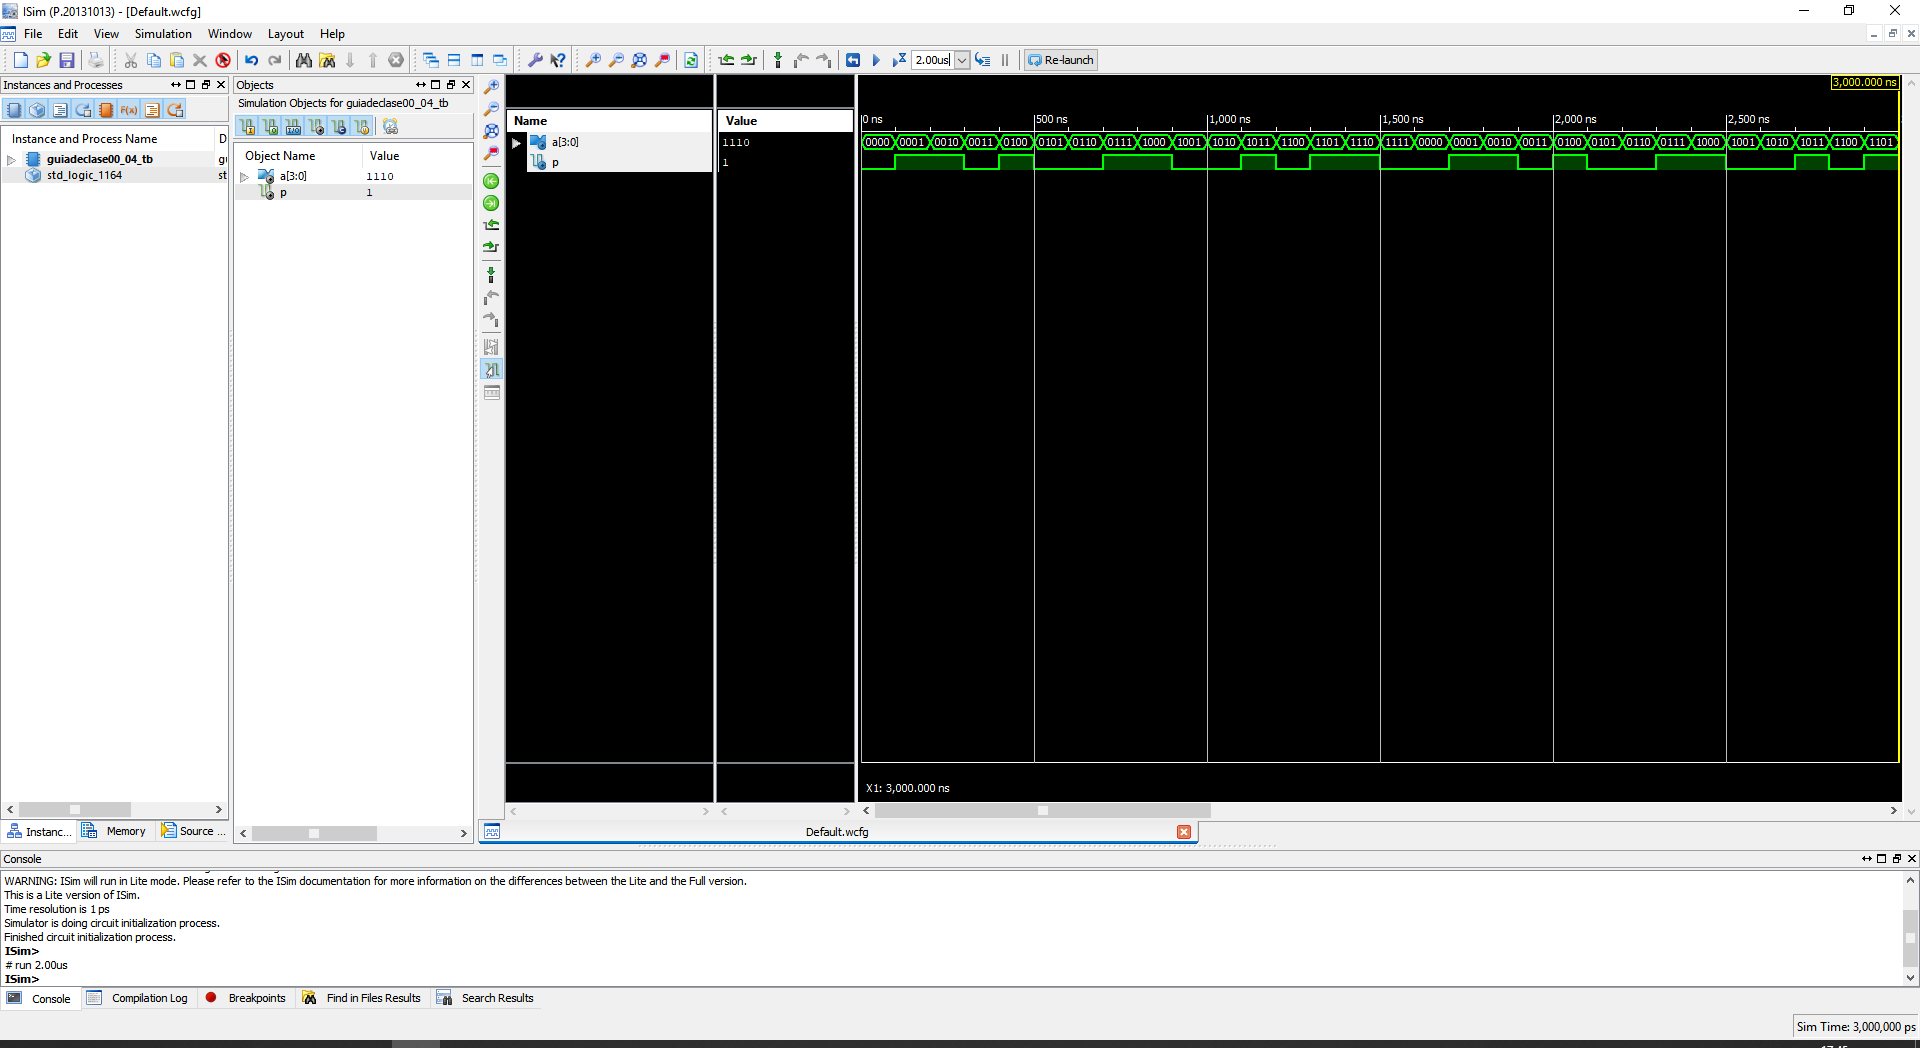 ISim (P.20131013) - [Default.wcfg]
File Edit View Simulation Window Layout Help
2.00us Re-launch
Instances and Processes
Instance and Process Name D
guiadeclase00_04_tb gu
std_logic_1164 st
Instanc... Memory Source ...
Objects
Simulation Objects for guiadeclase00_04_tb
Object Name Value
a[3:0] 1110
p 1
Name Value
a[3:0] 1110
p 1
3,000.000 ns
0 ns 500 ns 1,000 ns 1,500 ns 2,000 ns 2,500 ns
0000 0001 0010 0011 0100 0101 0110 0111 1000 1001 1010 1011 1100 1101 1110 1111 0000 0001 0010 0011 0100 0101 0110 0111 1000 1001 1010 1011 1100 1101
X1: 3,000.000 ns
Default.wcfg
Console
WARNING: ISim will run in Lite mode. Please refer to the ISim documentation for more information on the differences between the Lite and the Full version.
This is a Lite version of ISim.
Time resolution is 1 ps
Simulator is doing circuit initialization process.
Finished circuit initialization process.
ISim>
# run 2.00us
ISim>
Console Compilation Log Breakpoints Find in Files Results Search Results
Sim Time: 3,000,000 ps